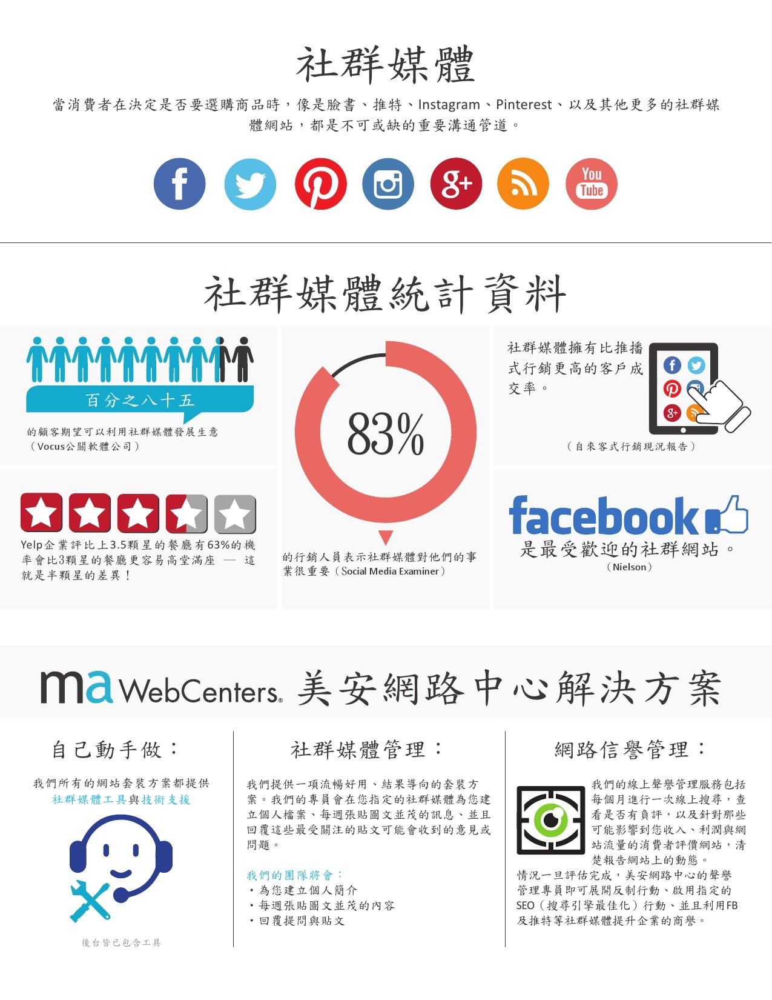 社群媒體
當消費者在決定是否要選購商品時，像是臉書、推特、Instagram、Pinterest、以及其他更多的社群媒
體網站，都是不可或缺的重要溝通管道。
f
g+
You
Tube
社群媒體統計資料
百分之八十五
的顧客期望可以利用社群媒體發展生意
（Vocus公關軟體公司）
83%
的行銷人員表示社群媒體對他們的事
業很重要（Social Media Examiner）
社群媒體擁有比推播
式行銷更高的客戶成
交率。
f
g+
（自來客式行銷現況報告）
Yelp企業評比上3.5顆星的餐廳有63%的機
率會比3顆星的餐廳更容易高堂滿座 — 這
就是半顆星的差異！
facebook
是最受歡迎的社群網站。
（Nielson）
ma WebCenters® 美安網路中心解決方案
自己動手做：
我們所有的網站套裝方案都提供
社群媒體工具與技術支援
後台皆已包含工具
社群媒體管理：
我們提供一項流暢好用、結果導向的套裝方
案。我們的專員會在您指定的社群媒體為您建
立個人檔案、每週張貼圖文並茂的訊息、並且
回覆這些最受關注的貼文可能會收到的意見或
問題。
我們的團隊將會：
・為您建立個人簡介
・每週張貼圖文並茂的內容
・回覆提問與貼文
網路信譽管理：
我們的線上聲譽管理服務包括
每個月進行一次線上搜尋，查
看是否有負評，以及針對那些
可能影響到您收入、利潤與網
站流量的消費者評價網站，清
楚報告網站上的動態。
情況一旦評估完成，美安網路中心的聲譽
管理專員即可展開反制行動、啟用指定的
SEO（搜尋引擎最佳化）行動、並且利用FB
及推特等社群媒體提升企業的商譽。